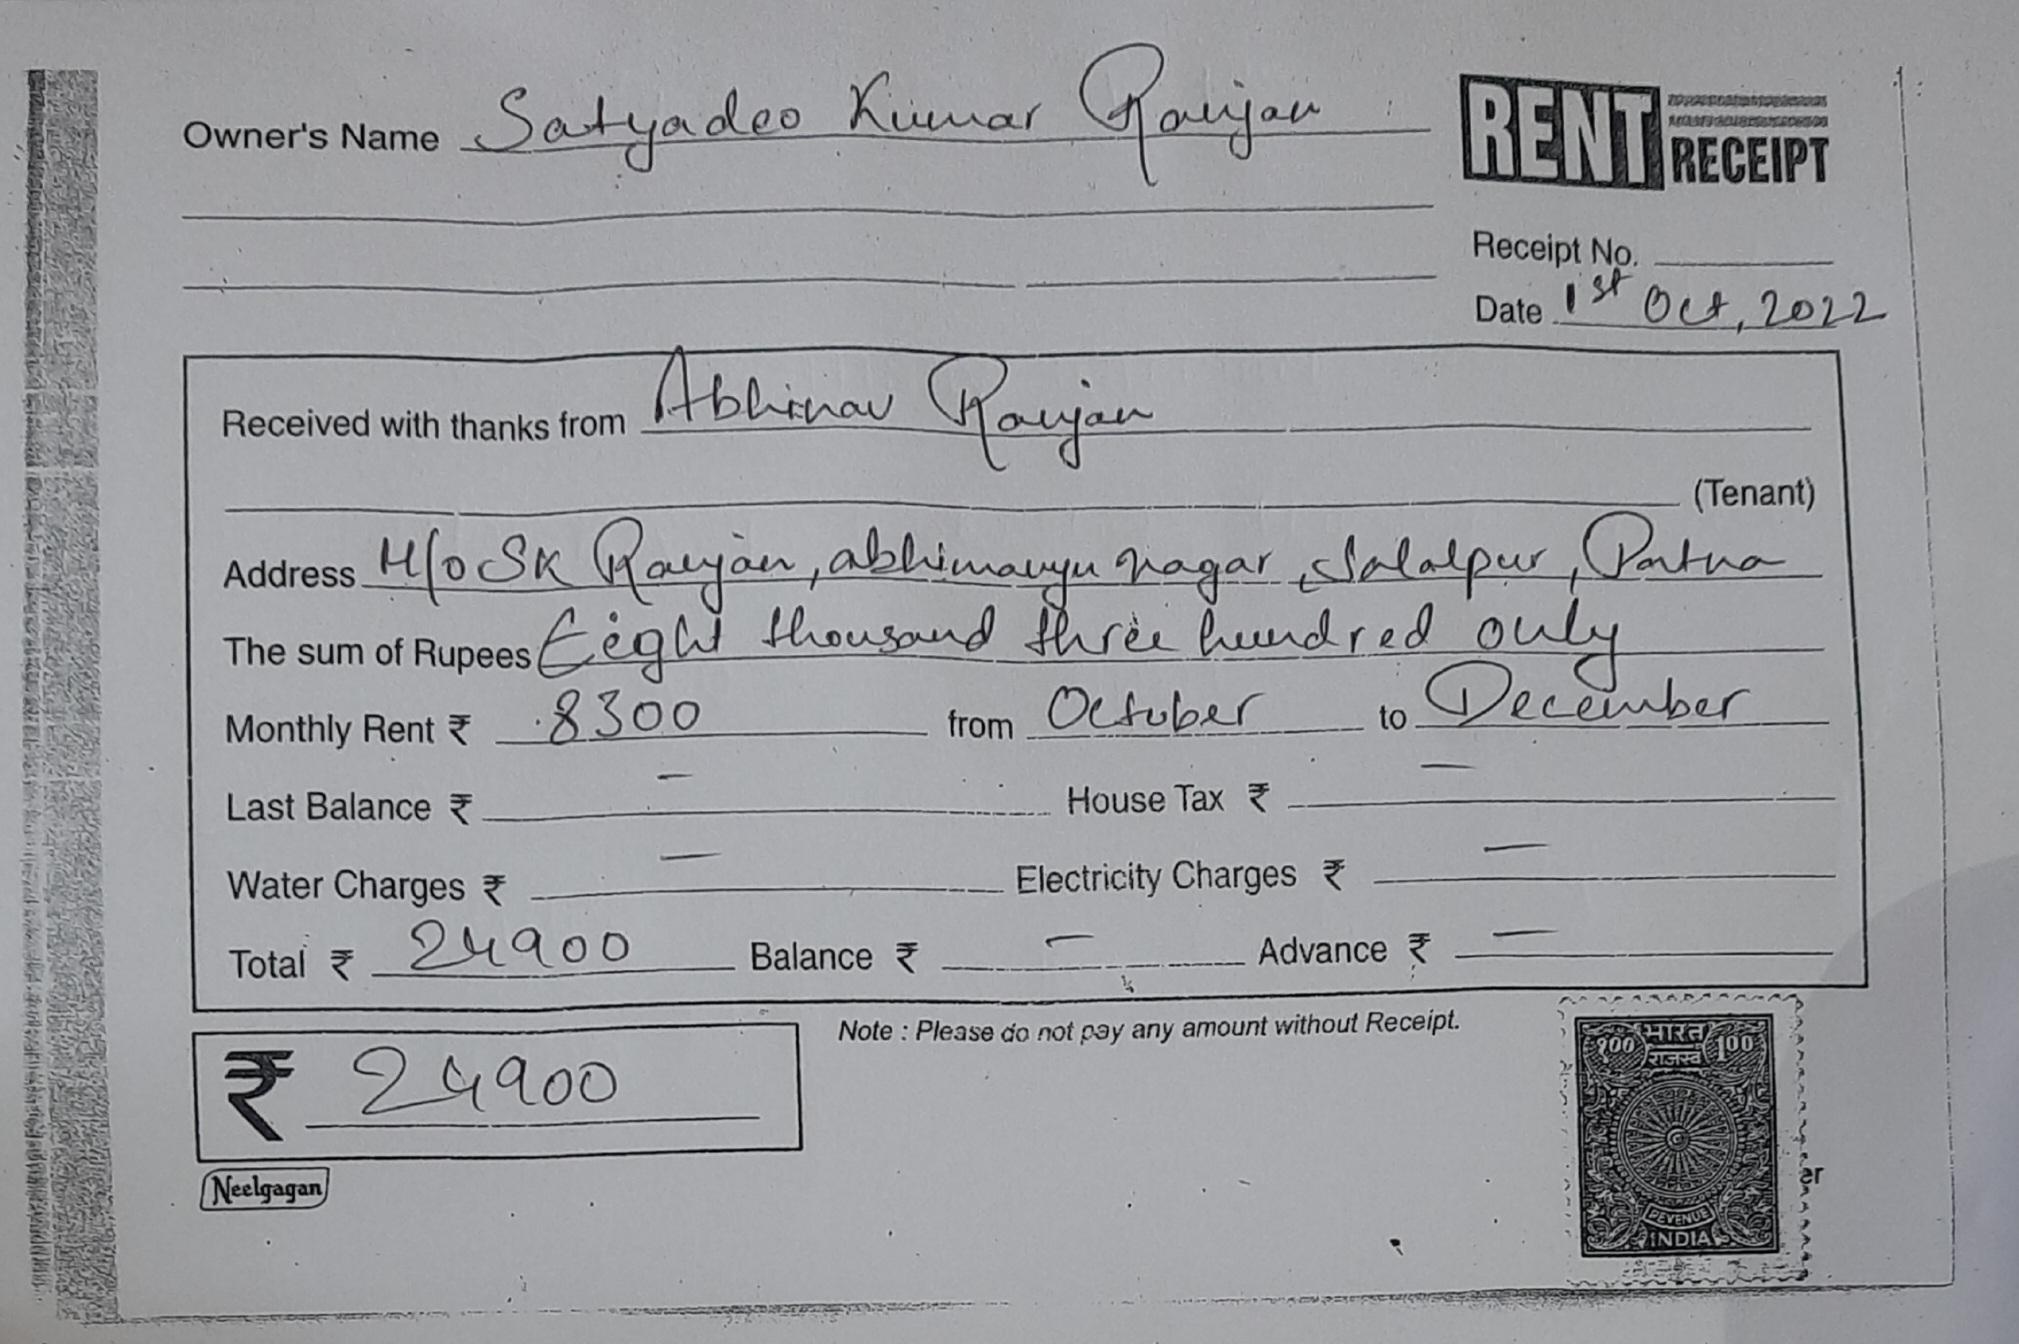 Owner's Name Satyadeo Kumar Ranjan
RENT RECEIPT
Receipt No.
Date 1st Oct, 2022
Received with thanks from Abhinav Ranjan
(Tenant)
Address H/o SK Ranjan, abhimanyu nagar, Jalalpur, Patna
The sum of Rupees Eight thousand three hundred only
Monthly Rent ₹ 8300 from October to December
Last Balance ₹ — House Tax ₹ —
Water Charges ₹ — Electricity Charges ₹ —
Total ₹ 24900 Balance ₹ — Advance ₹ —
Note : Please do not pay any amount without Receipt.
₹ 24900
Neelgagan
भारत
१०० राजस्व 100
REVENUE
INDIA
er